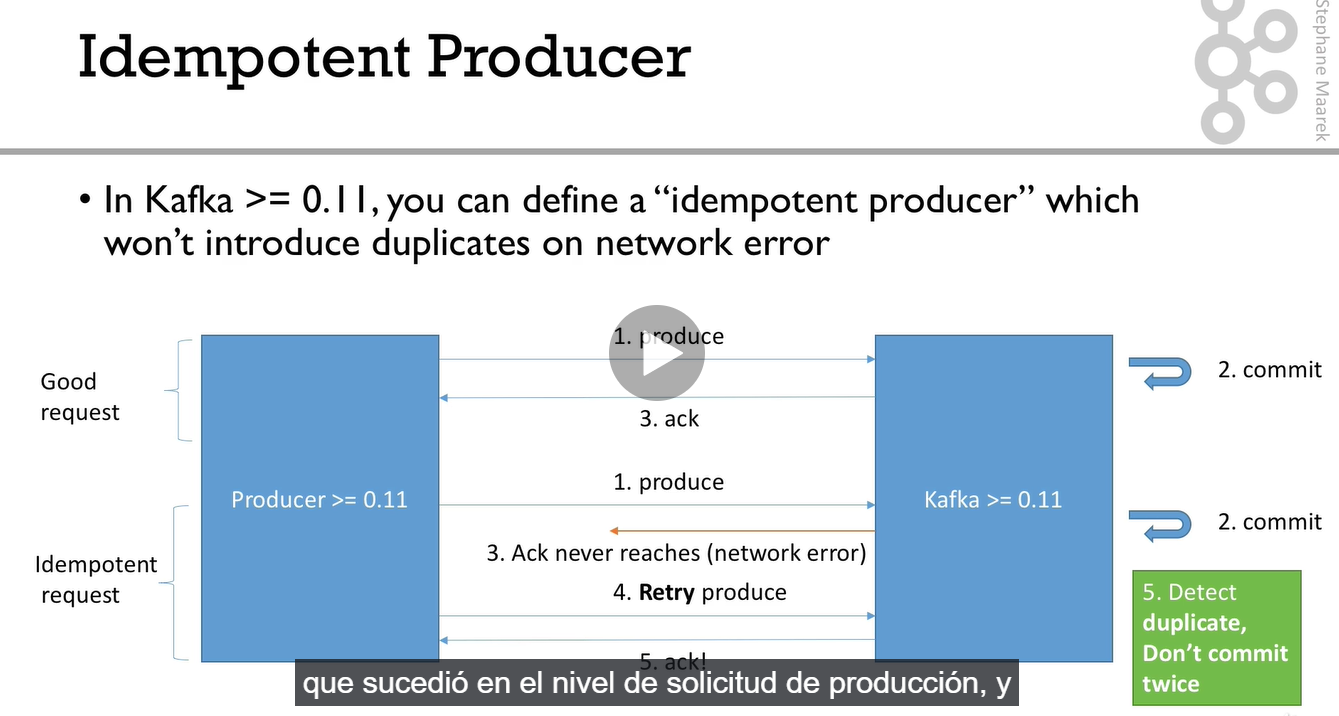 Idempotent Producer
Stephane Maarek
• In Kafka >= 0.11, you can define a “idempotent producer” which
won’t introduce duplicates on network error
1. produce
Good
request
2. commit
3. ack
1. produce
Producer >= 0.11
Kafka >= 0.11
2. commit
3. Ack never reaches (network error)
Idempotent
request
4. Retry produce
5. Detect
duplicate,
Don’t commit
twice
5. ack!
que sucedió en el nivel de solicitud de producción, y